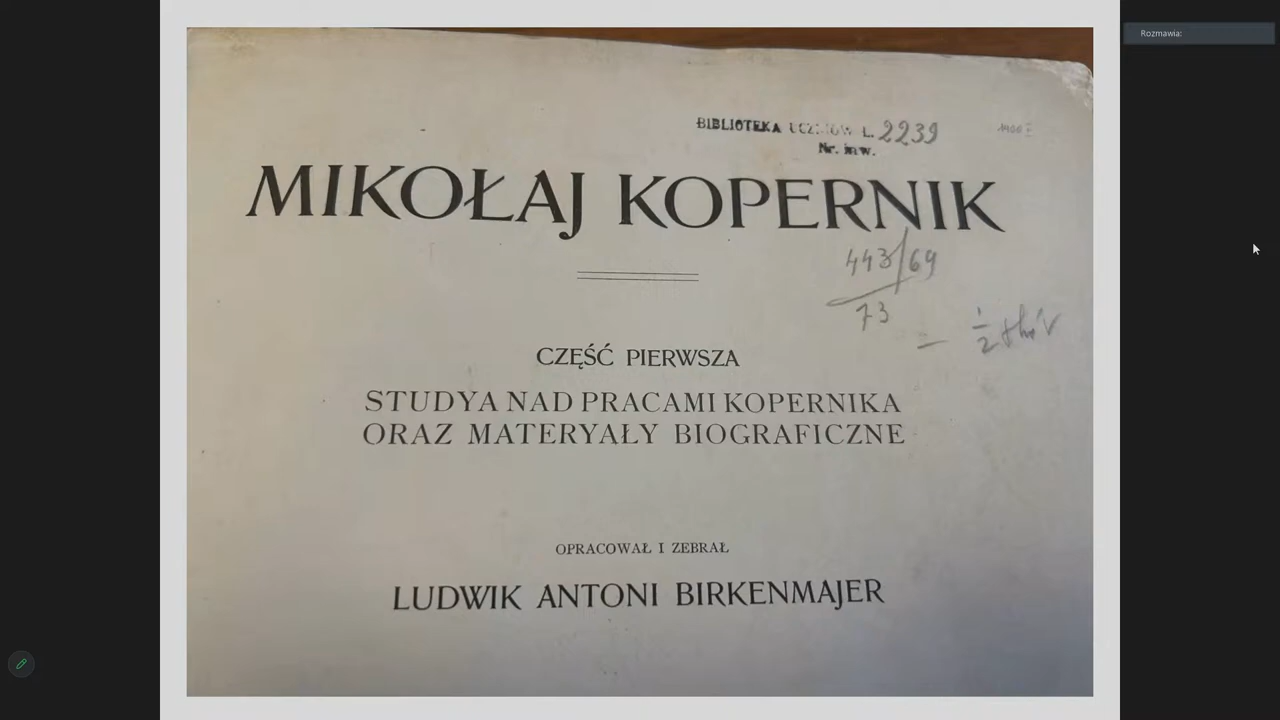 Rozmawia:
BIBLIOTEKA L. 2239
Nr. inw.
MIKOŁAJ KOPERNIK
443/69
73
CZĘŚĆ PIERWSZA
STUDYA NAD PRACAMI KOPERNIKA
ORAZ MATERYAŁY BIOGRAFICZNE
OPRACOWAŁ I ZEBRAŁ
LUDWIK ANTONI BIRKENMAJER